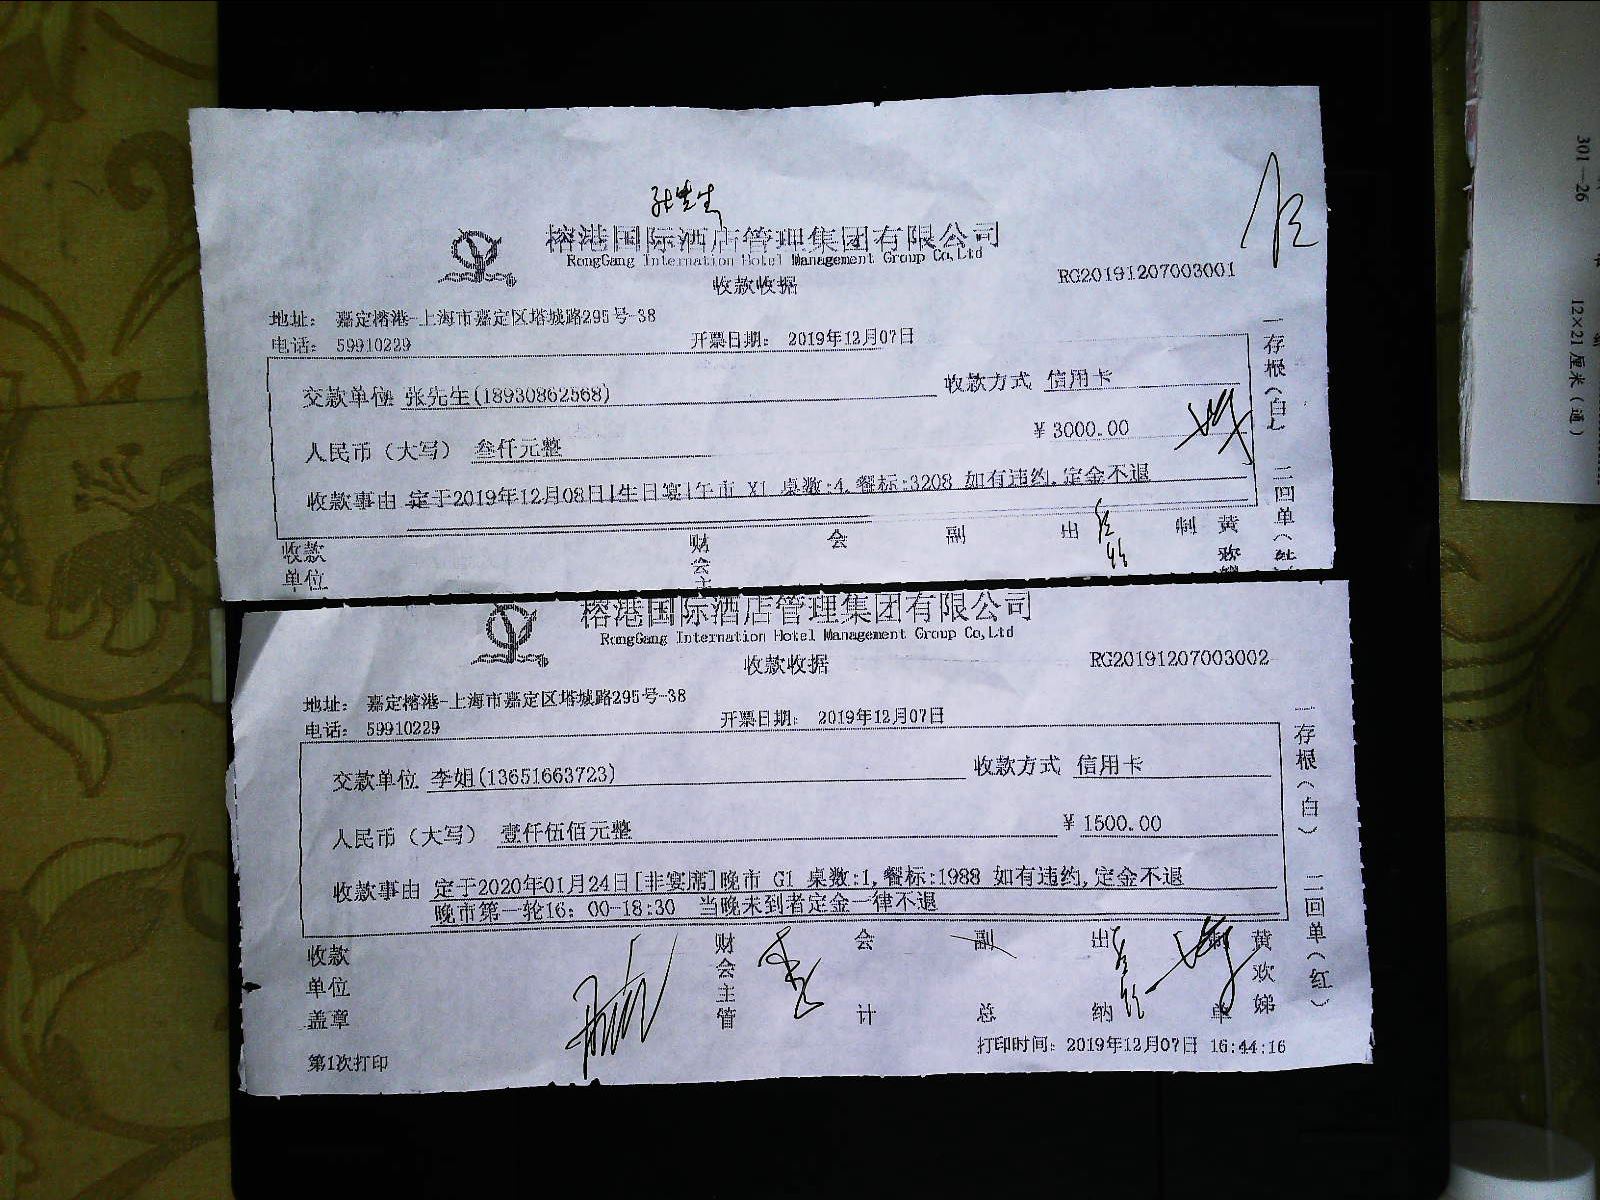 张先生
榕港国际酒店管理集团有限公司
RongGang Internation Hotel Management Group Co,Ltd
收款收据
RG20191207003001
地址: 嘉定榕港-上海市嘉定区塔城路295号-38
电话: 59910229 开票日期: 2019年12月07日
交款单位 张先生(18930862568) 收款方式 信用卡
人民币（大写） 叁仟元整 ¥ 3000.00
收款事由 定于2019年12月08日[生日宴]午市 X1 桌数:4,餐标:3208 如有违约,定金不退
收款单位 财会主 会 副 出 制 黄欢娣
一存根（白） 二回单（红
榕港国际酒店管理集团有限公司
RongGang Internation Hotel Management Group Co,Ltd
收款收据
RG20191207003002
地址: 嘉定榕港-上海市嘉定区塔城路295号-38
电话: 59910229 开票日期: 2019年12月07日
交款单位 李姐(13651663723) 收款方式 信用卡
人民币（大写） 壹仟伍佰元整 ¥ 1500.00
收款事由 定于2020年01月24日[非宴席]晚市 G1 桌数:1,餐标:1988 如有违约,定金不退
晚市第一轮16: 00-18:30 当晚未到者定金一律不退
收款单位盖章 财会主管 会计 副总 出纳 制单 黄欢娣
一存根（白） 二回单（红）
第1次打印 打印时间: 2019年12月07日 16:44:16
301—26
12×21厘米（通）